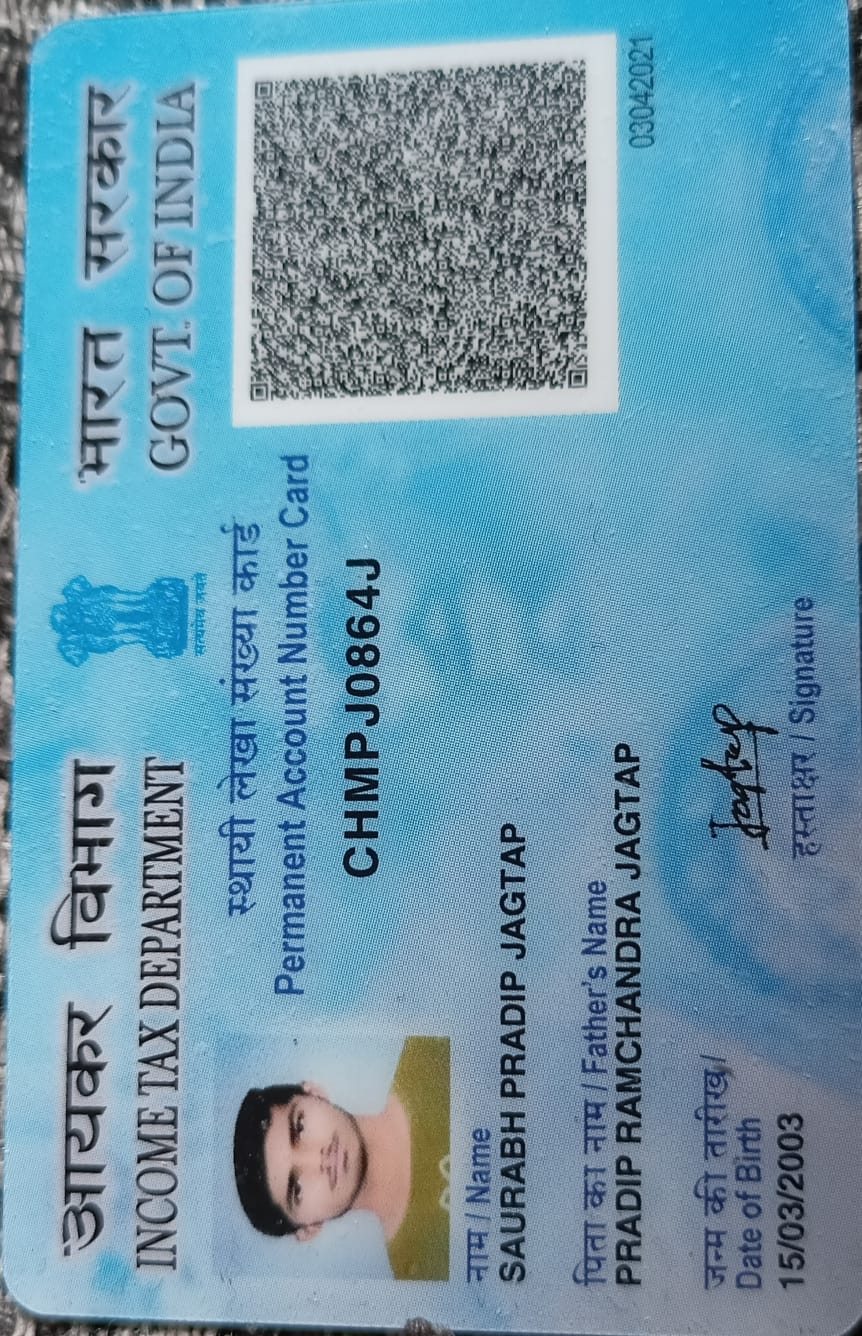 आयकर विभाग
INCOME TAX DEPARTMENT
सत्यमेव जयते
भारत सरकार
GOVT. OF INDIA
स्थायी लेखा संख्या कार्ड
Permanent Account Number Card
CHMPJ0864J
नाम / Name
SAURABH PRADIP JAGTAP
पिता का नाम / Father's Name
PRADIP RAMCHANDRA JAGTAP
03042021
जन्म की तारीख /
Date of Birth
15/03/2003
Jagtap
हस्ताक्षर / Signature